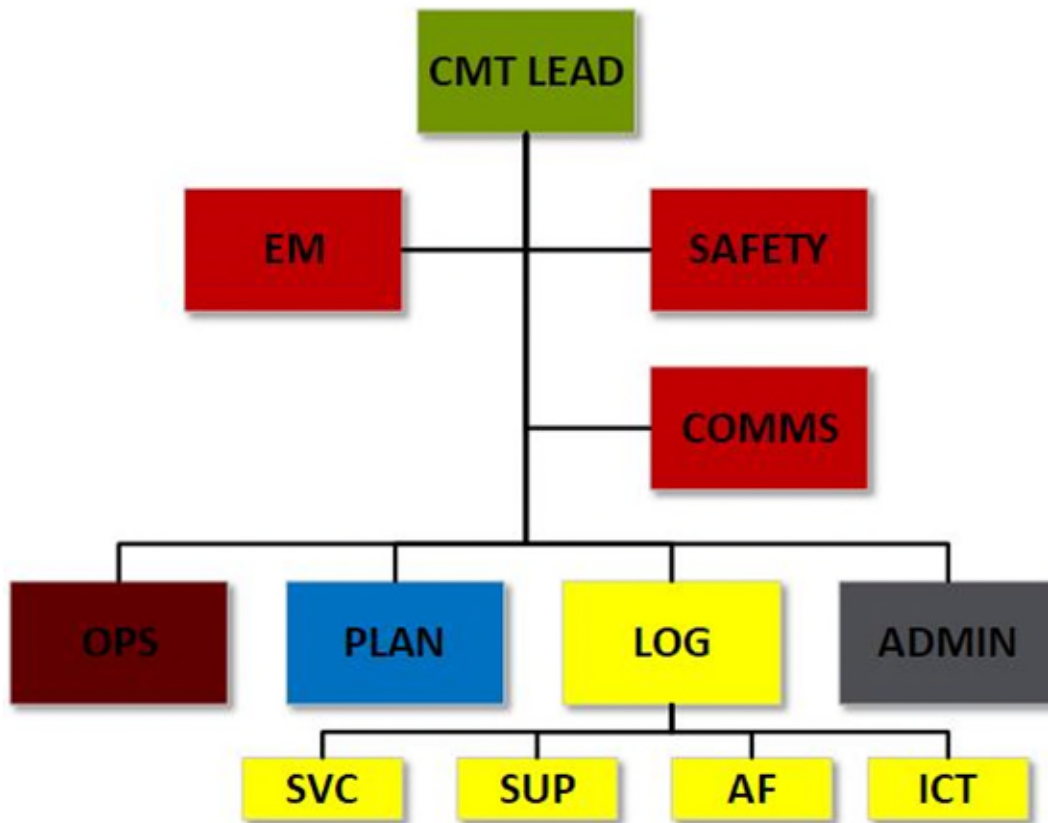 CMT LEAD
EM
SAFETY
COMMS
OPS
PLAN
LOG
ADMIN
SVC
SUP
AF
ICT